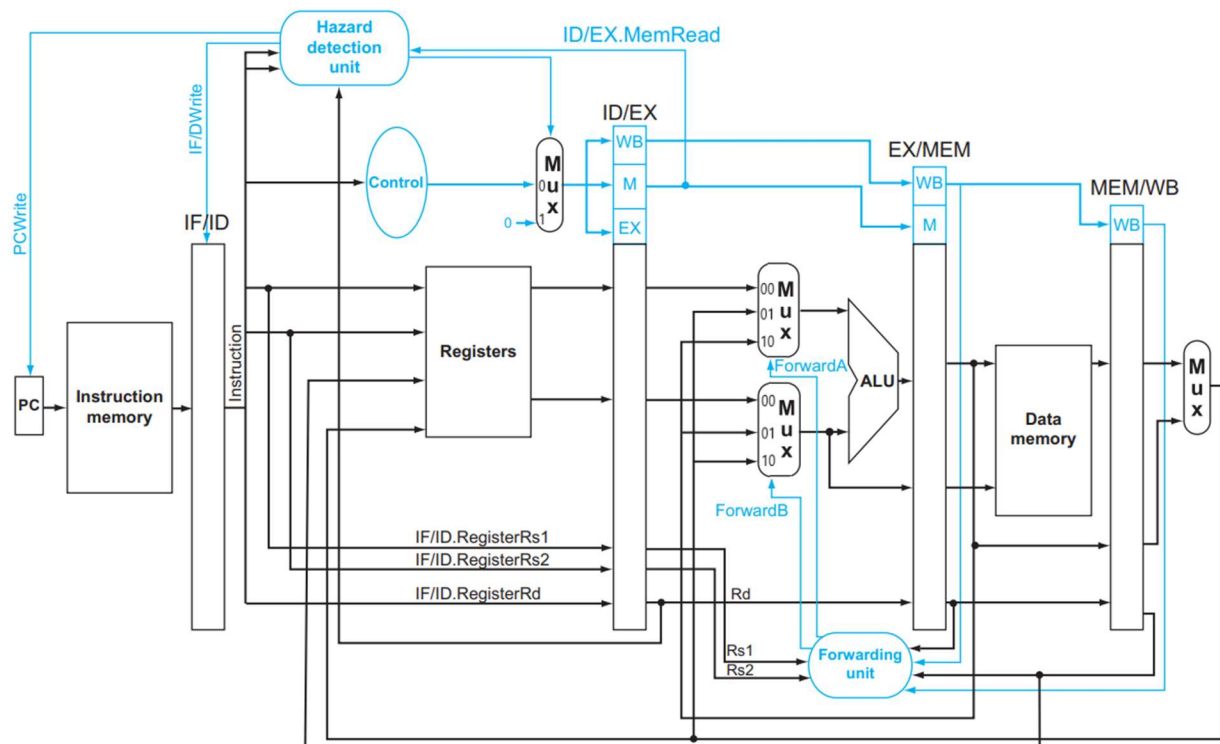 Hazard
detection
unit
ID/EX.MemRead
PCWrite
IF/DWrite
ID/EX
EX/MEM
MEM/WB
IF/ID
Control
0
M
u
x
0
1
WB
M
EX
WB
M
WB
PC
Instruction
memory
Instruction
Registers
00
01
10
M
u
x
ForwardA
00
01
10
M
u
x
ForwardB
ALU
Data
memory
M
u
x
IF/ID.RegisterRs1
IF/ID.RegisterRs2
IF/ID.RegisterRd
Rd
Rs1
Rs2
Forwarding
unit